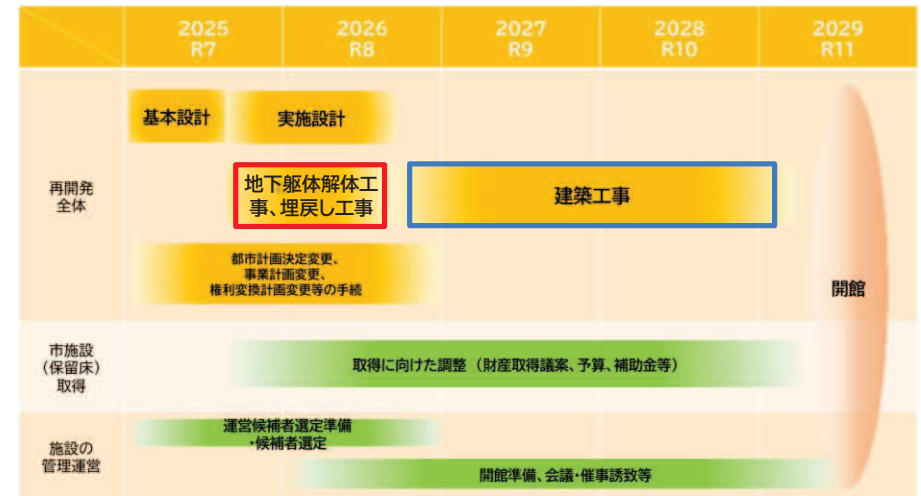 2025
R7
2026
R8
2027
R9
2028
R10
2029
R11
再開発
全体
基本設計
実施設計
地下躯体解体工
事、埋戻し工事
建築工事
都市計画決定変更、
事業計画変更、
権利変換計画変更等の手続
開館
市施設
(保留床)
取得
取得に向けた調整 (財産取得議案、予算、補助金等)
施設の
管理運営
運営候補者選定準備
・候補者選定
開館準備、会議・催事誘致等